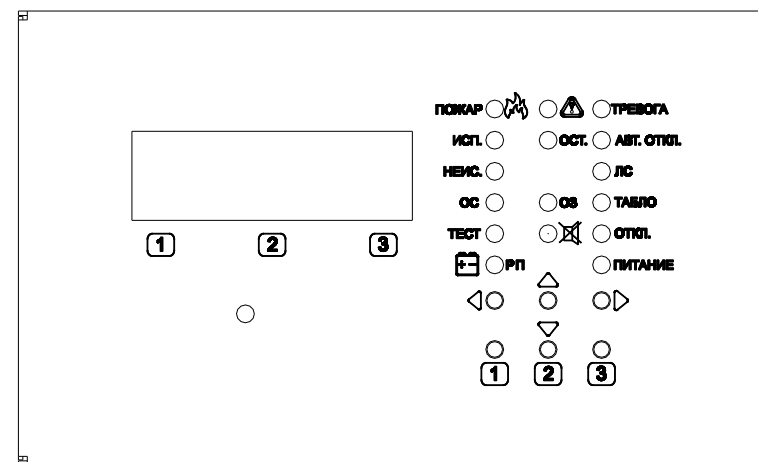 ПОЖАР ТРЕВОГА
ИСП. ОСТ. АВТ. ОТКЛ.
НЕИС. ЛС
ОС ОЗ ТАБЛО
ТЕСТ ОТКЛ.
1 2 3
РП ПИТАНИЕ
1 2 3